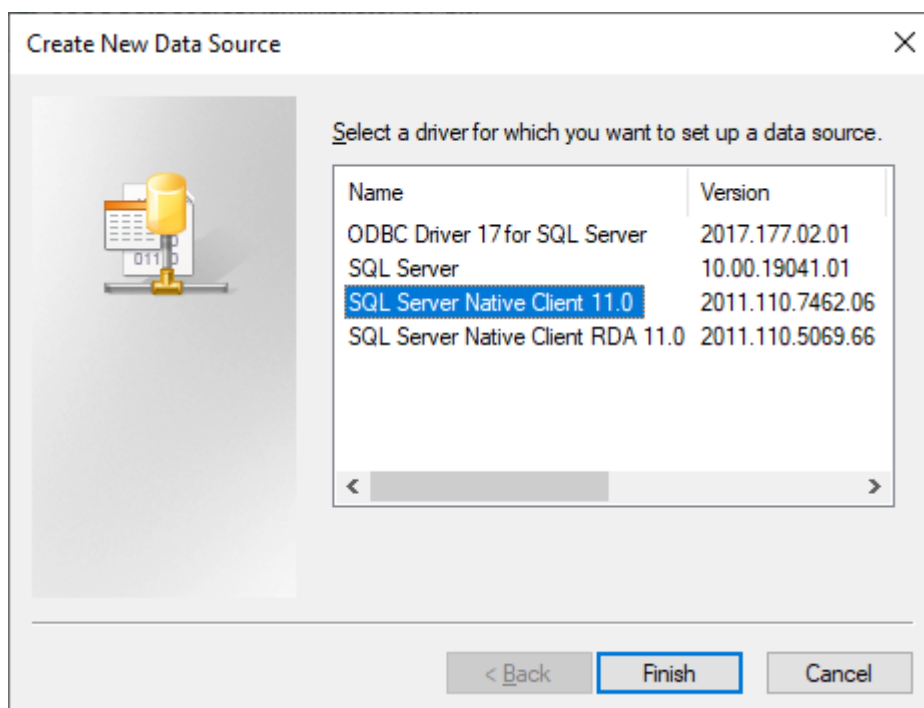 Create New Data Source
Select a driver for which you want to set up a data source.
Name Version
ODBC Driver 17 for SQL Server 2017.177.02.01
SQL Server 10.00.19041.01
SQL Server Native Client 11.0 2011.110.7462.06
SQL Server Native Client RDA 11.0 2011.110.5069.66
< Back Finish Cancel